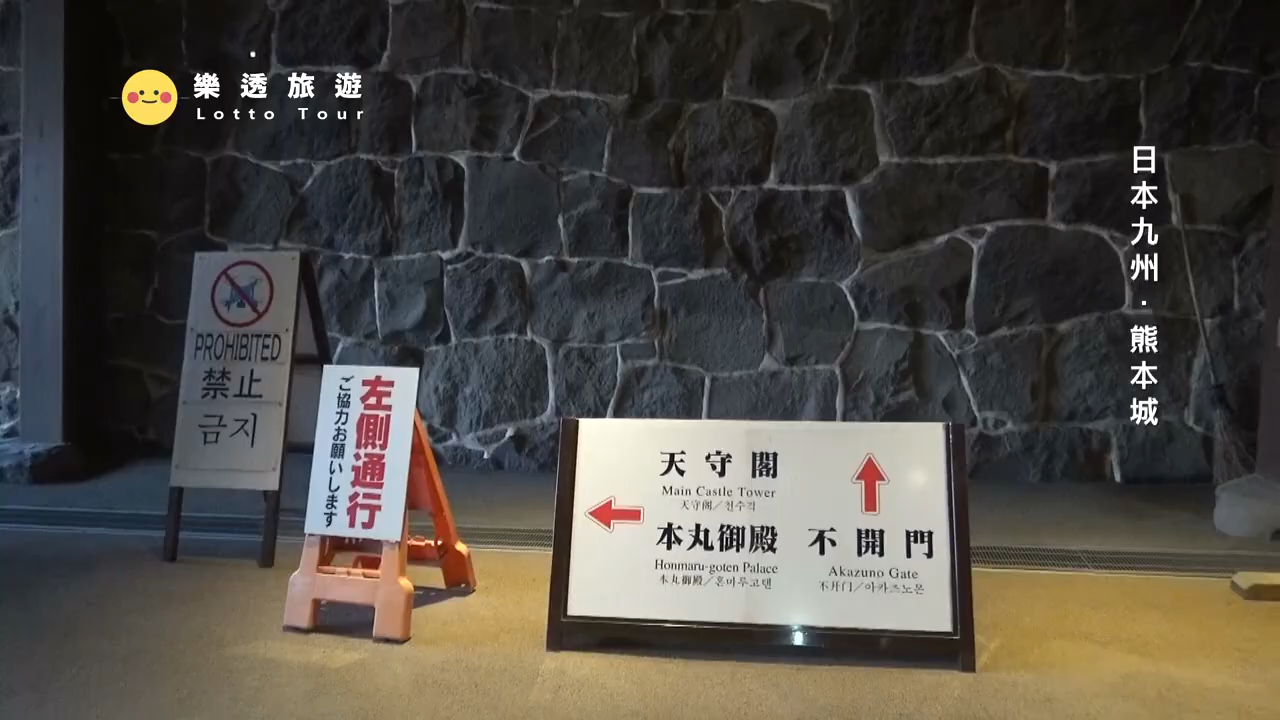 樂透旅遊
Lotto Tour
日本九州·熊本城
PROHIBITED
禁止
금지
左側通行
ご協力お願いします
天守閣
Main Castle Tower
天守阁／천수각
本丸御殿
Honmaru-goten Palace
本丸御殿／혼마루고텐
不開門
Akazuno Gate
不开门／아카즈노몬